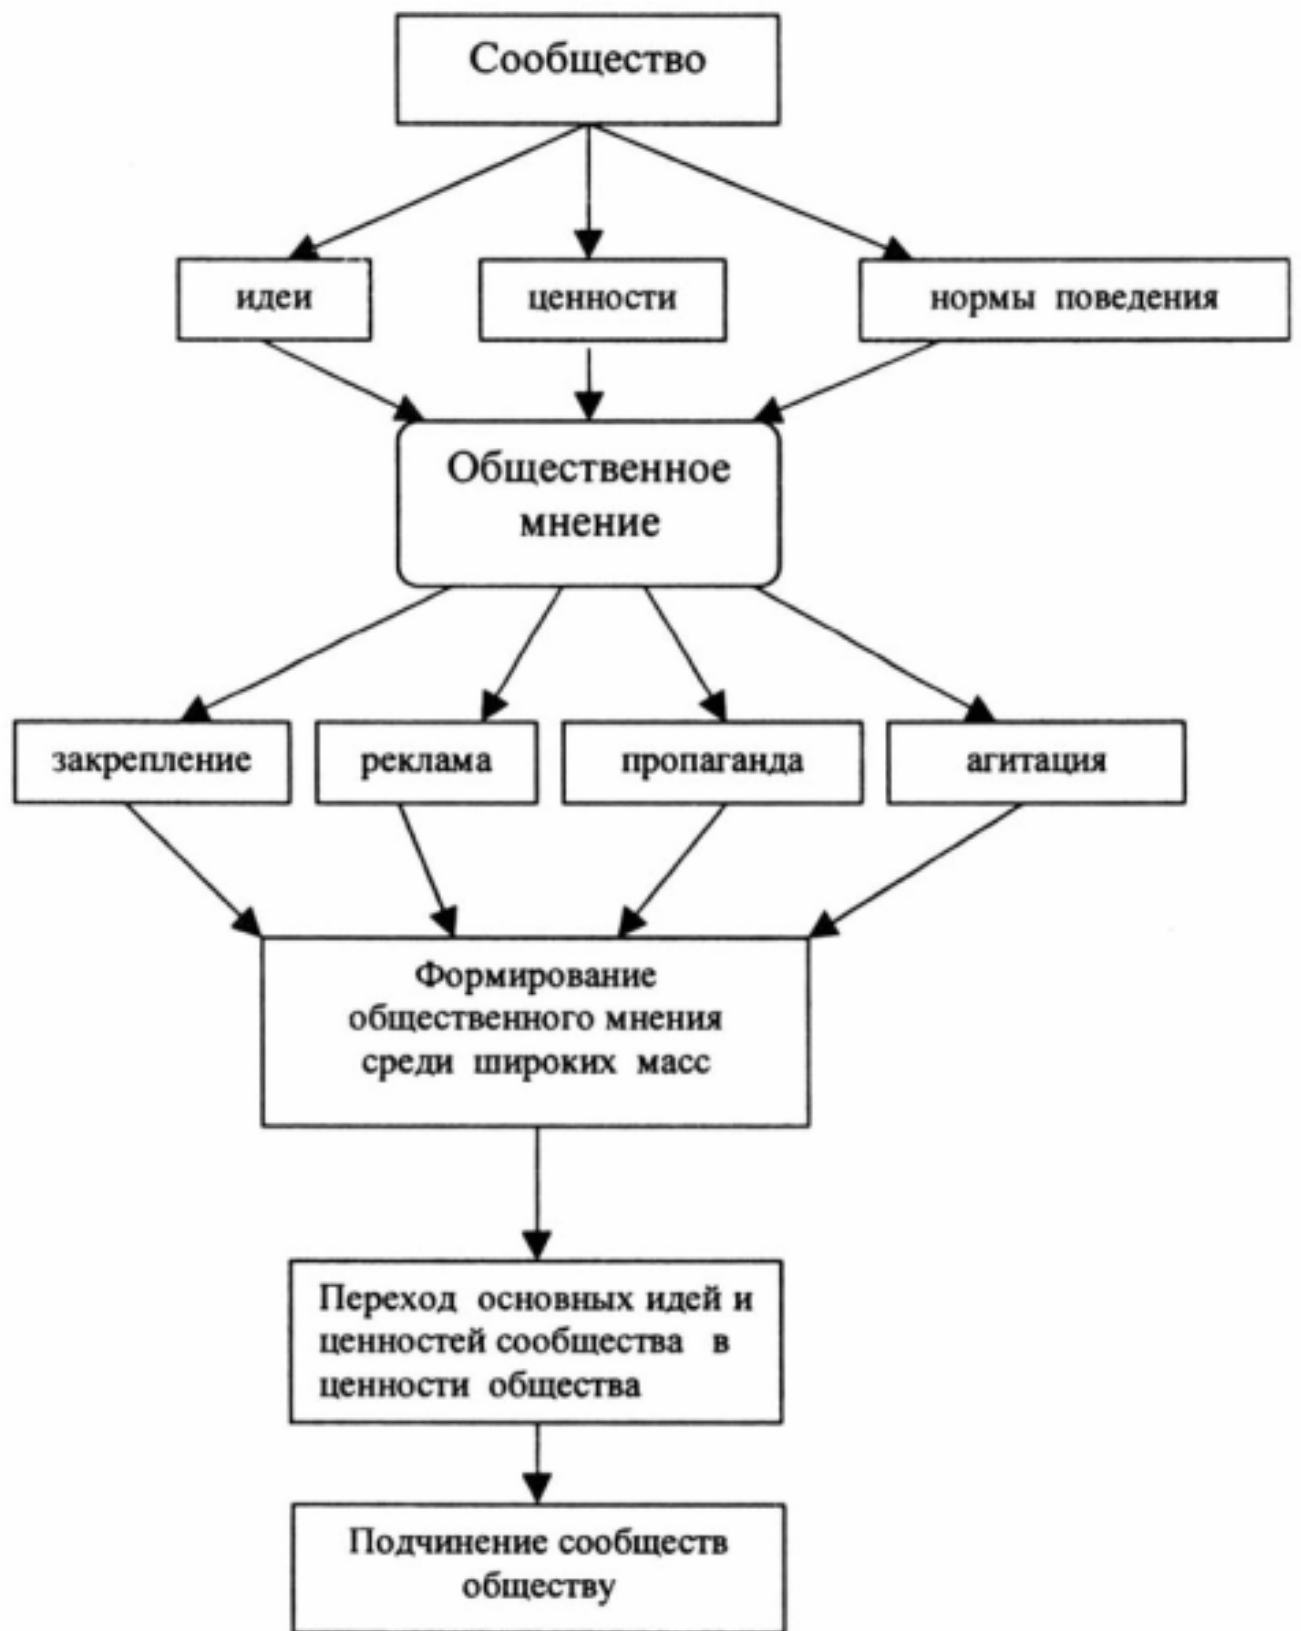 Сообщество
идеи
ценности
нормы поведения
Общественное
мнение
закрепление
реклама
пропаганда
агитация
Формирование
общественного мнения
среди широких масс
Переход основных идей и
ценностей сообщества в
ценности общества
Подчинение сообществ
обществу